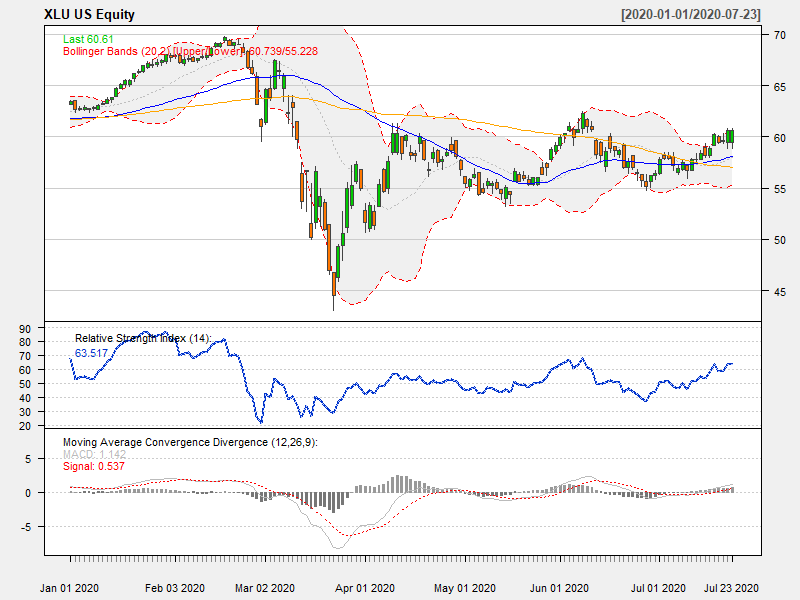 XLU US Equity [2020-01-01/2020-07-23]
Last 60.61
Bollinger Bands (20,2) [Upper/Lower]: 60.739/55.228
70
65
60
55
50
45
Relative Strength Index (14):
63.517
90
80
70
60
50
40
30
20
Moving Average Convergence Divergence (12,26,9):
MACD: 1.142
Signal: 0.537
5
0
-5
Jan 01 2020 Feb 03 2020 Mar 02 2020 Apr 01 2020 May 01 2020 Jun 01 2020 Jul 01 2020 Jul 23 2020